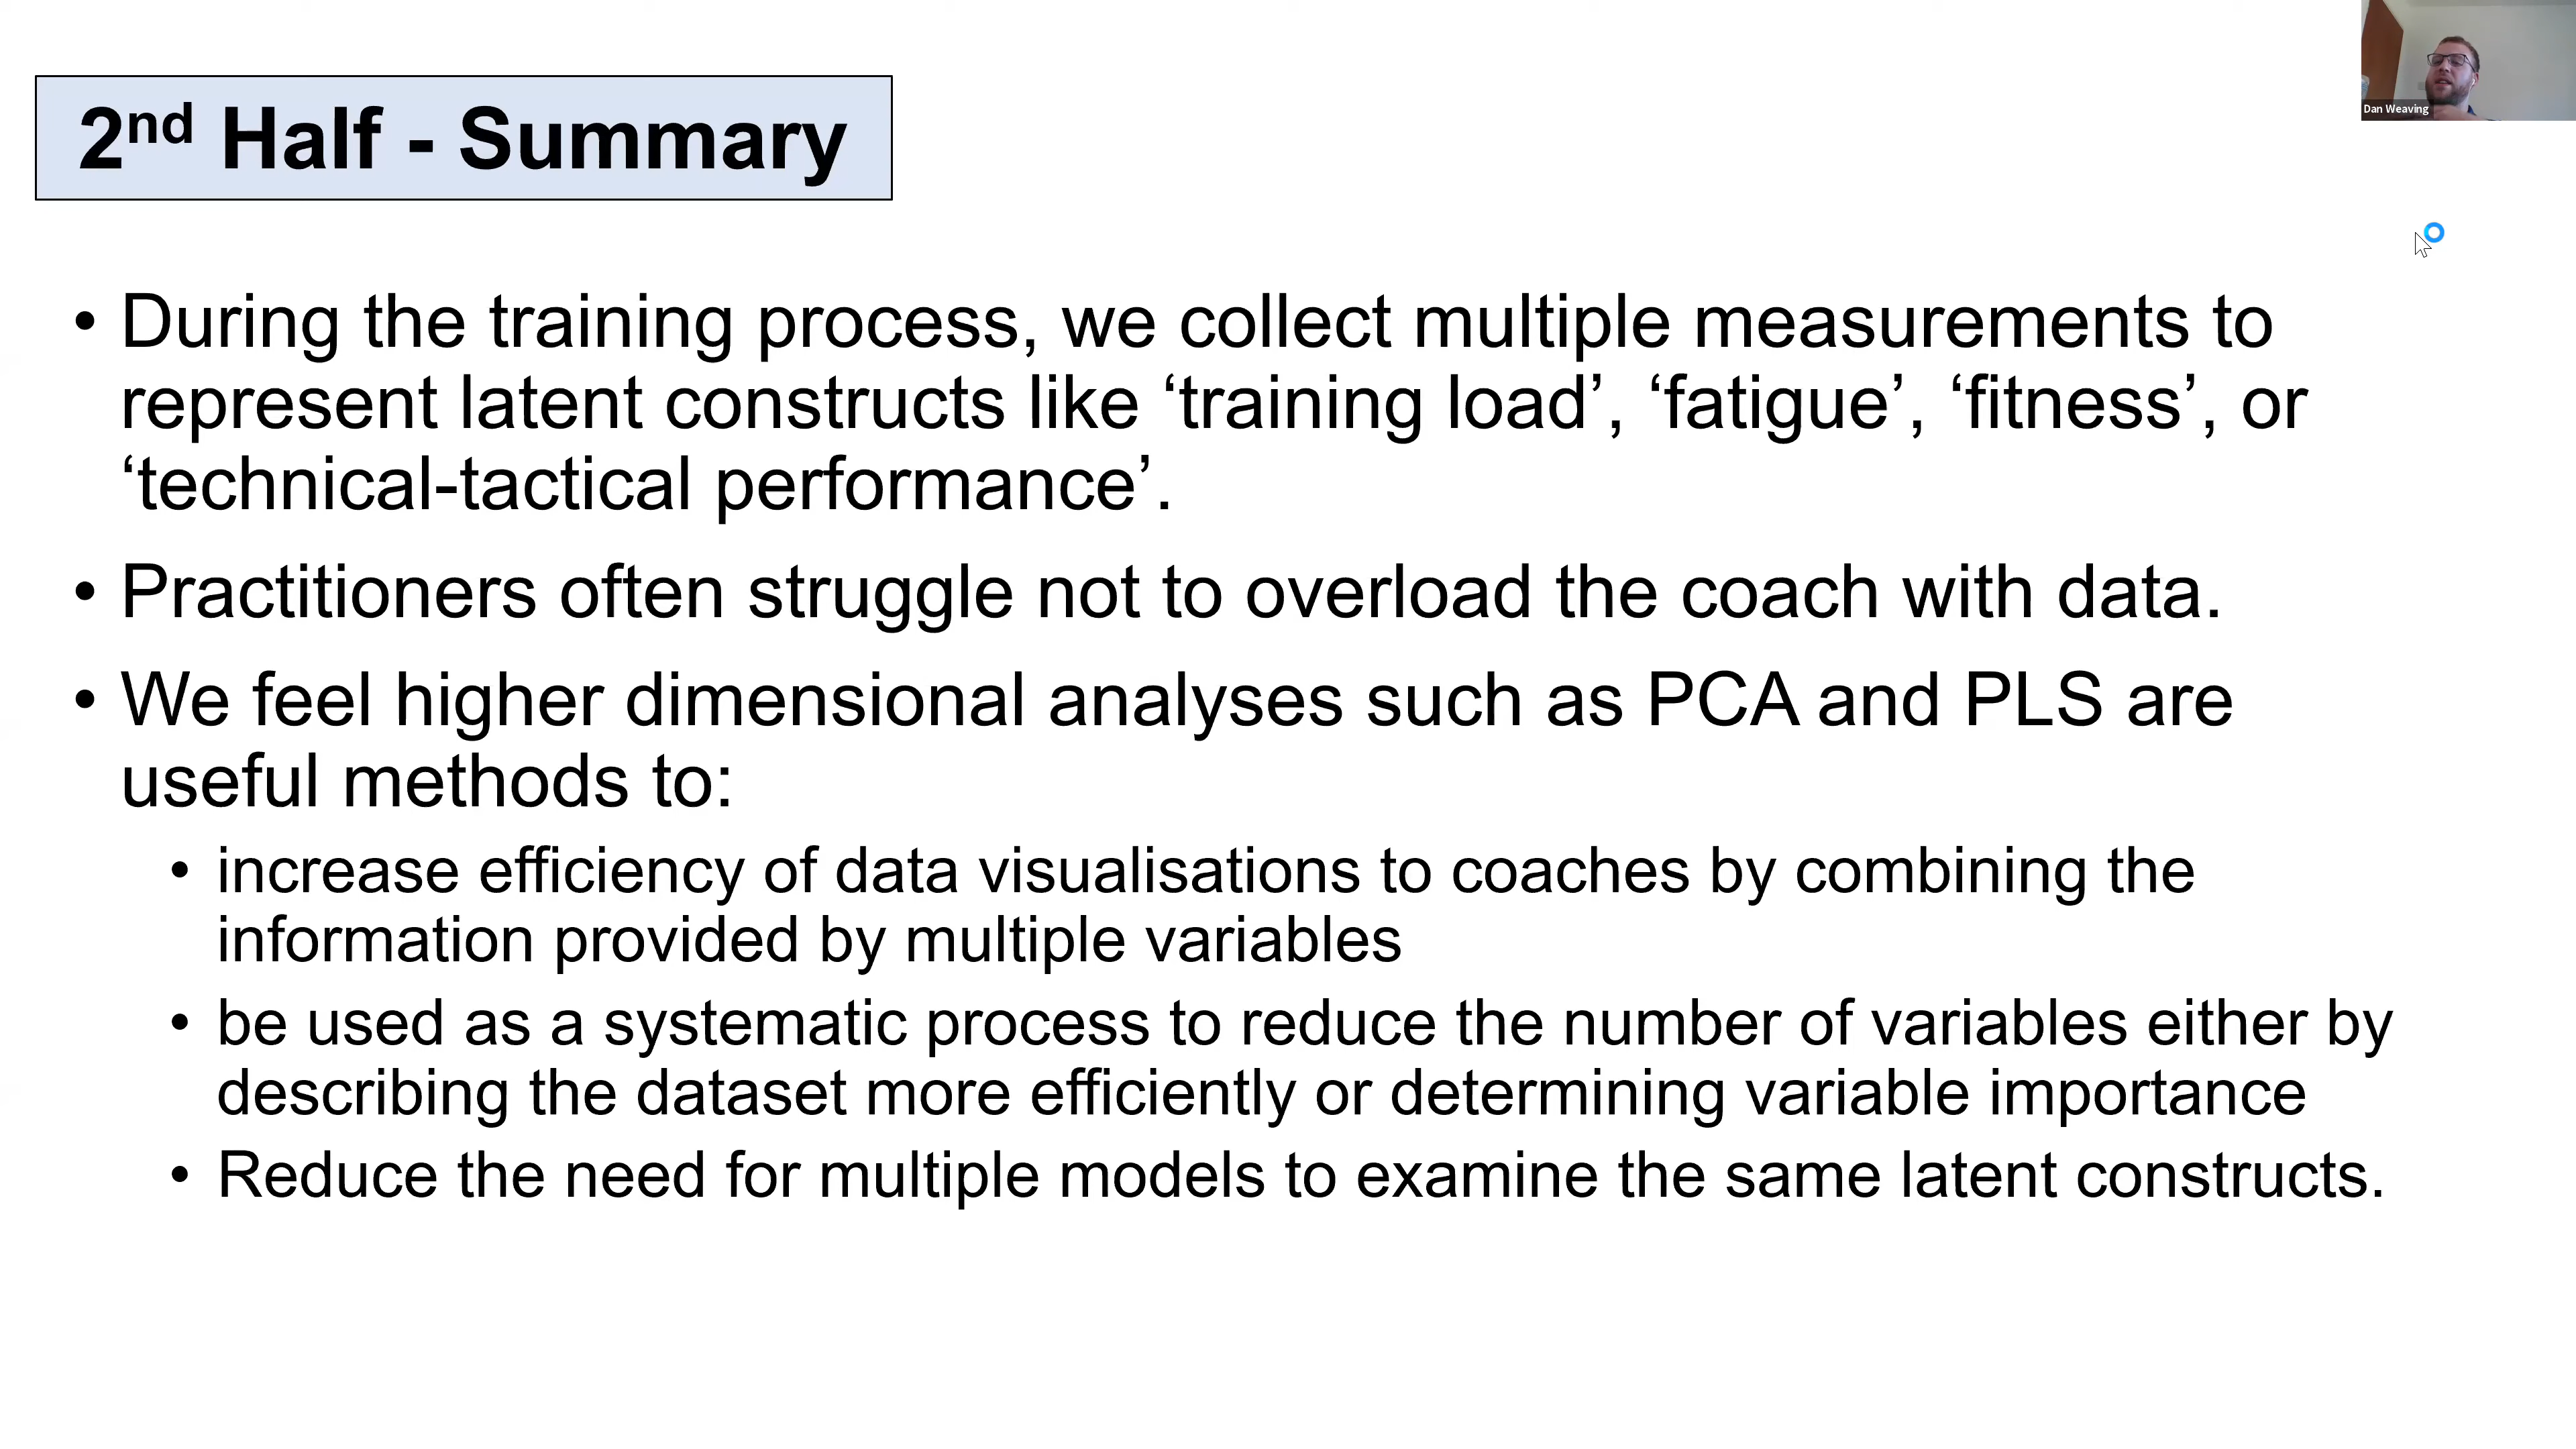 Dan Weaving
2nd Half - Summary
• During the training process, we collect multiple measurements to
represent latent constructs like ‘training load’, ‘fatigue’, ‘fitness’, or
‘technical-tactical performance’.
• Practitioners often struggle not to overload the coach with data.
• We feel higher dimensional analyses such as PCA and PLS are
useful methods to:
• increase efficiency of data visualisations to coaches by combining the
information provided by multiple variables
• be used as a systematic process to reduce the number of variables either by
describing the dataset more efficiently or determining variable importance
• Reduce the need for multiple models to examine the same latent constructs.